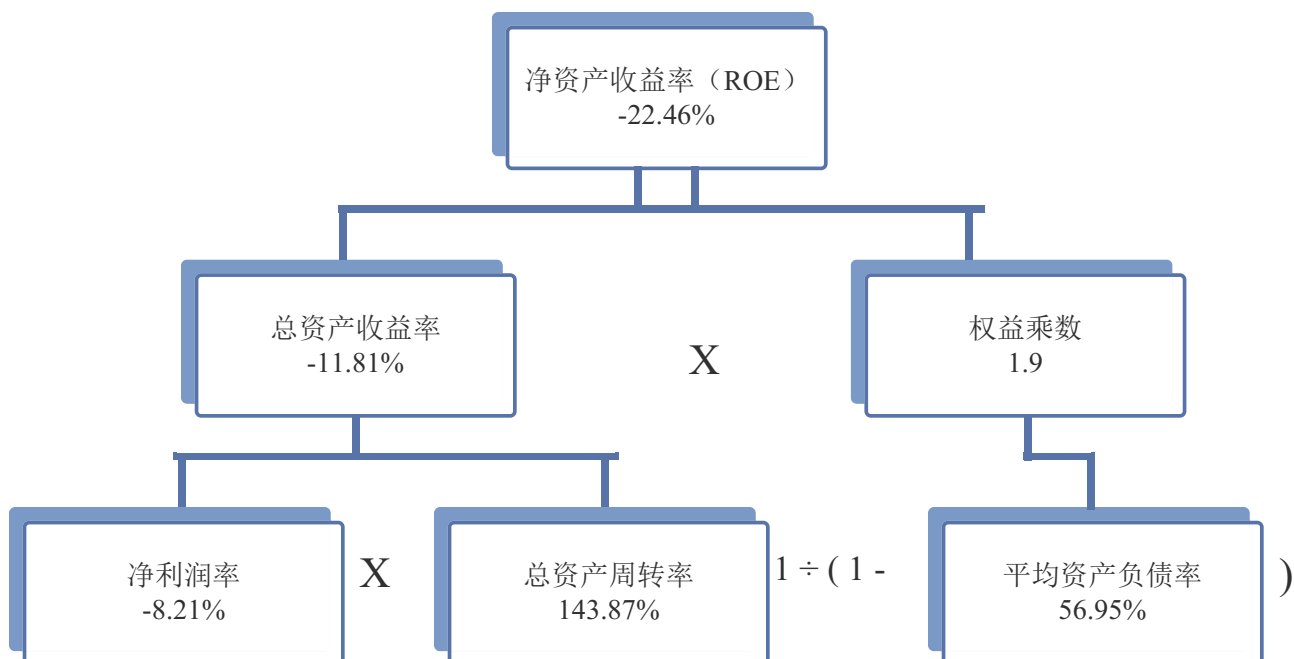 净资产收益率（ROE）
-22.46%
总资产收益率
-11.81%
X
权益乘数
1.9
净利润率
-8.21%
X
总资产周转率
143.87%
1 ÷ ( 1 -
平均资产负债率
56.95%
)